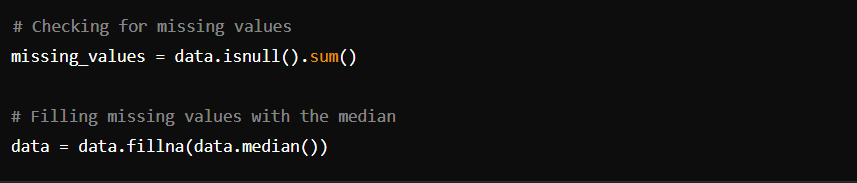 # Checking for missing values
missing_values = data.isnull().sum()
# Filling missing values with the median
data = data.fillna(data.median())